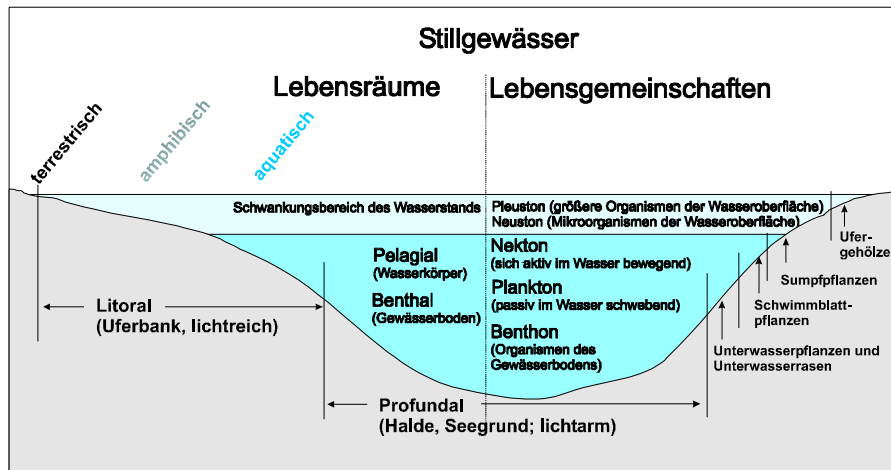 Stillgewässer
Lebensräume
Lebensgemeinschaften
terrestrisch
amphibisch
aquatisch
Schwankungsbereich des Wasserstands
Pleuston (größere Organismen der Wasseroberfläche)
Neuston (Mikroorganismen der Wasseroberfläche)
Pelagial
(Wasserkörper)
Benthal
(Gewässerboden)
Nekton
(sich aktiv im Wasser bewegend)
Plankton
(passiv im Wasser schwebend)
Benthon
(Organismen des
Gewässerbodens)
Ufer-
gehölze
Sumpfpflanzen
Schwimmblatt-
pflanzen
Unterwasserpflanzen und
Unterwasserrasen
Litoral
(Uferbank, lichtreich)
Profundal
(Halde, Seegrund; lichtarm)